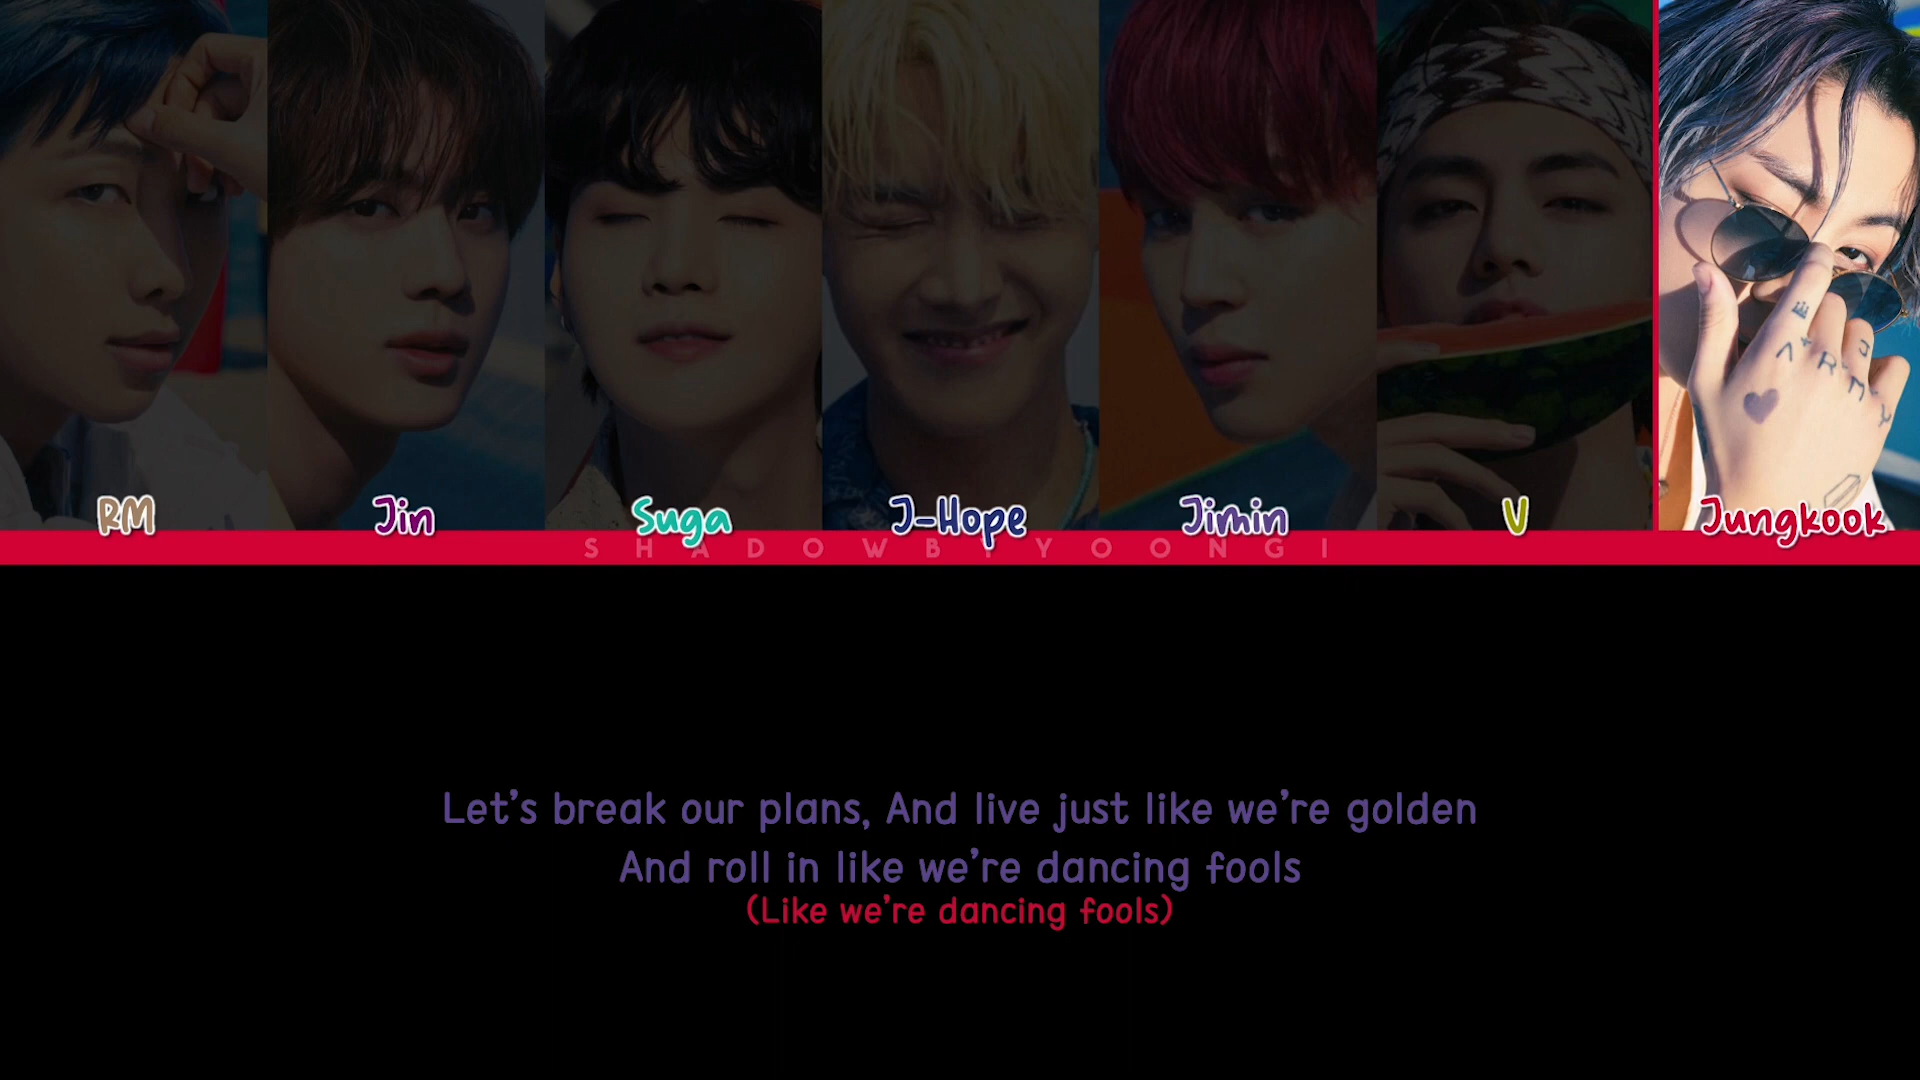 RM Jin Suga J-Hope Jimin V Jungkook
SHADOWBYYOONGI
Let's break our plans, And live just like we're golden
And roll in like we're dancing fools
(Like we're dancing fools)